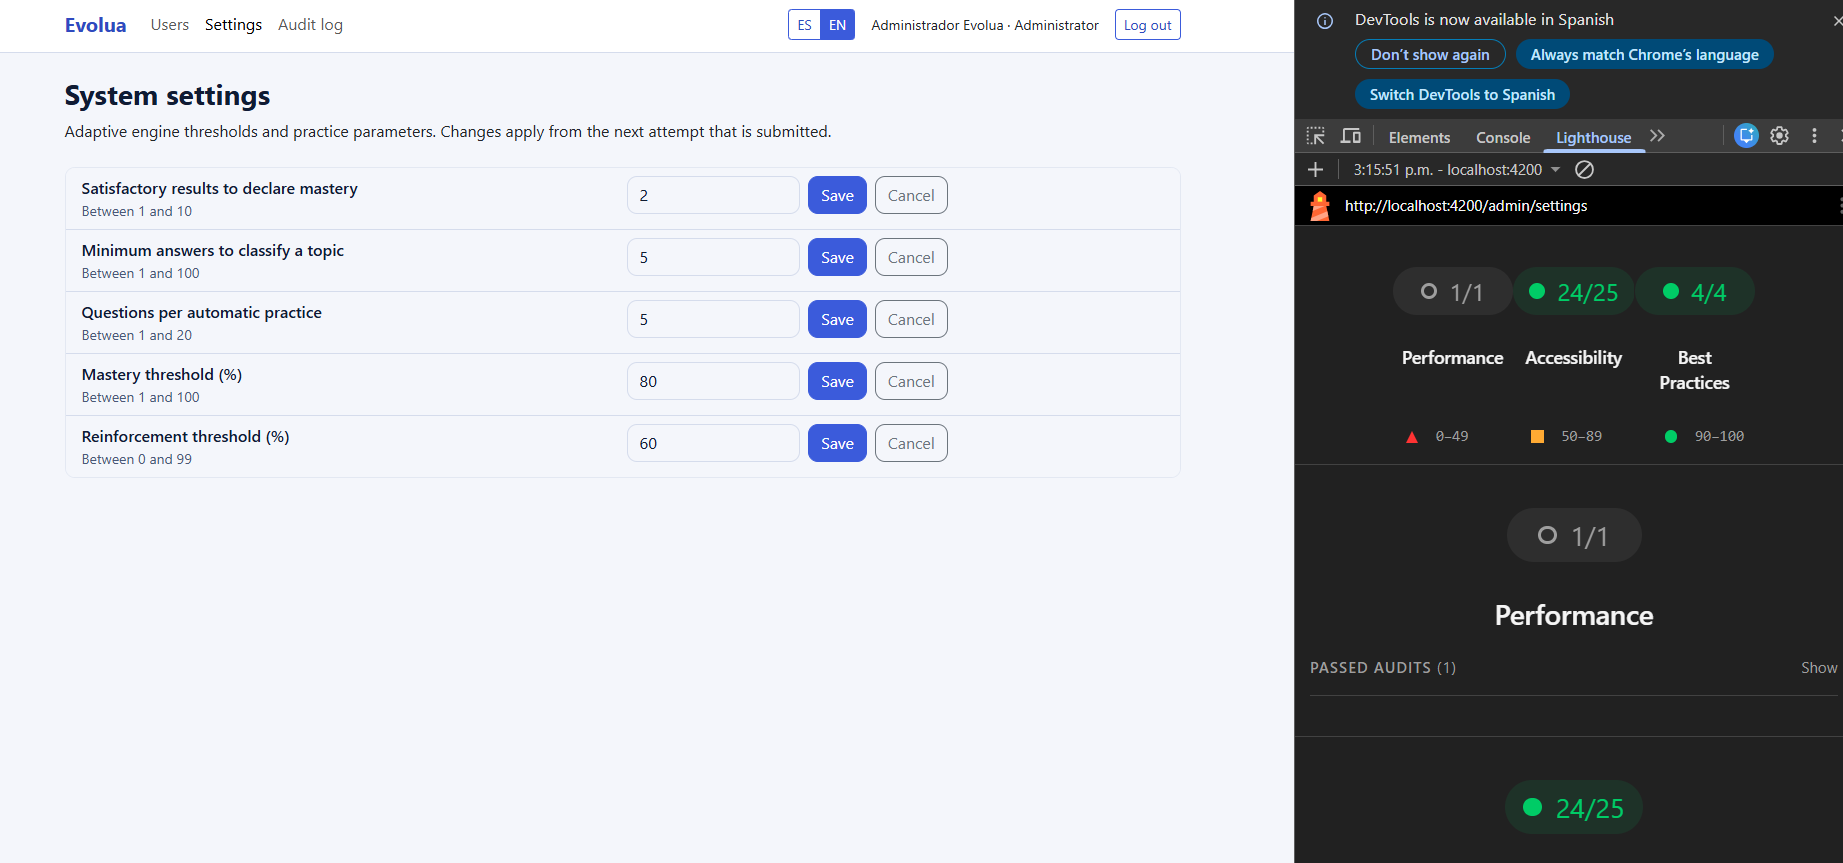 Evolua Users Settings Audit log ES EN Administrador Evolua · Administrator Log out
System settings
Adaptive engine thresholds and practice parameters. Changes apply from the next attempt that is submitted.
Satisfactory results to declare mastery
Between 1 and 10
2 Save Cancel
Minimum answers to classify a topic
Between 1 and 100
5 Save Cancel
Questions per automatic practice
Between 1 and 20
5 Save Cancel
Mastery threshold (%)
Between 1 and 100
80 Save Cancel
Reinforcement threshold (%)
Between 0 and 99
60 Save Cancel
DevTools is now available in Spanish
Don't show again Always match Chrome's language
Switch DevTools to Spanish
Elements Console Lighthouse
3:15:51 p.m. - localhost:4200
http://localhost:4200/admin/settings
1/1 24/25 4/4
Performance Accessibility Best Practices
0–49 50–89 90–100
1/1
Performance
PASSED AUDITS (1) Show
24/25